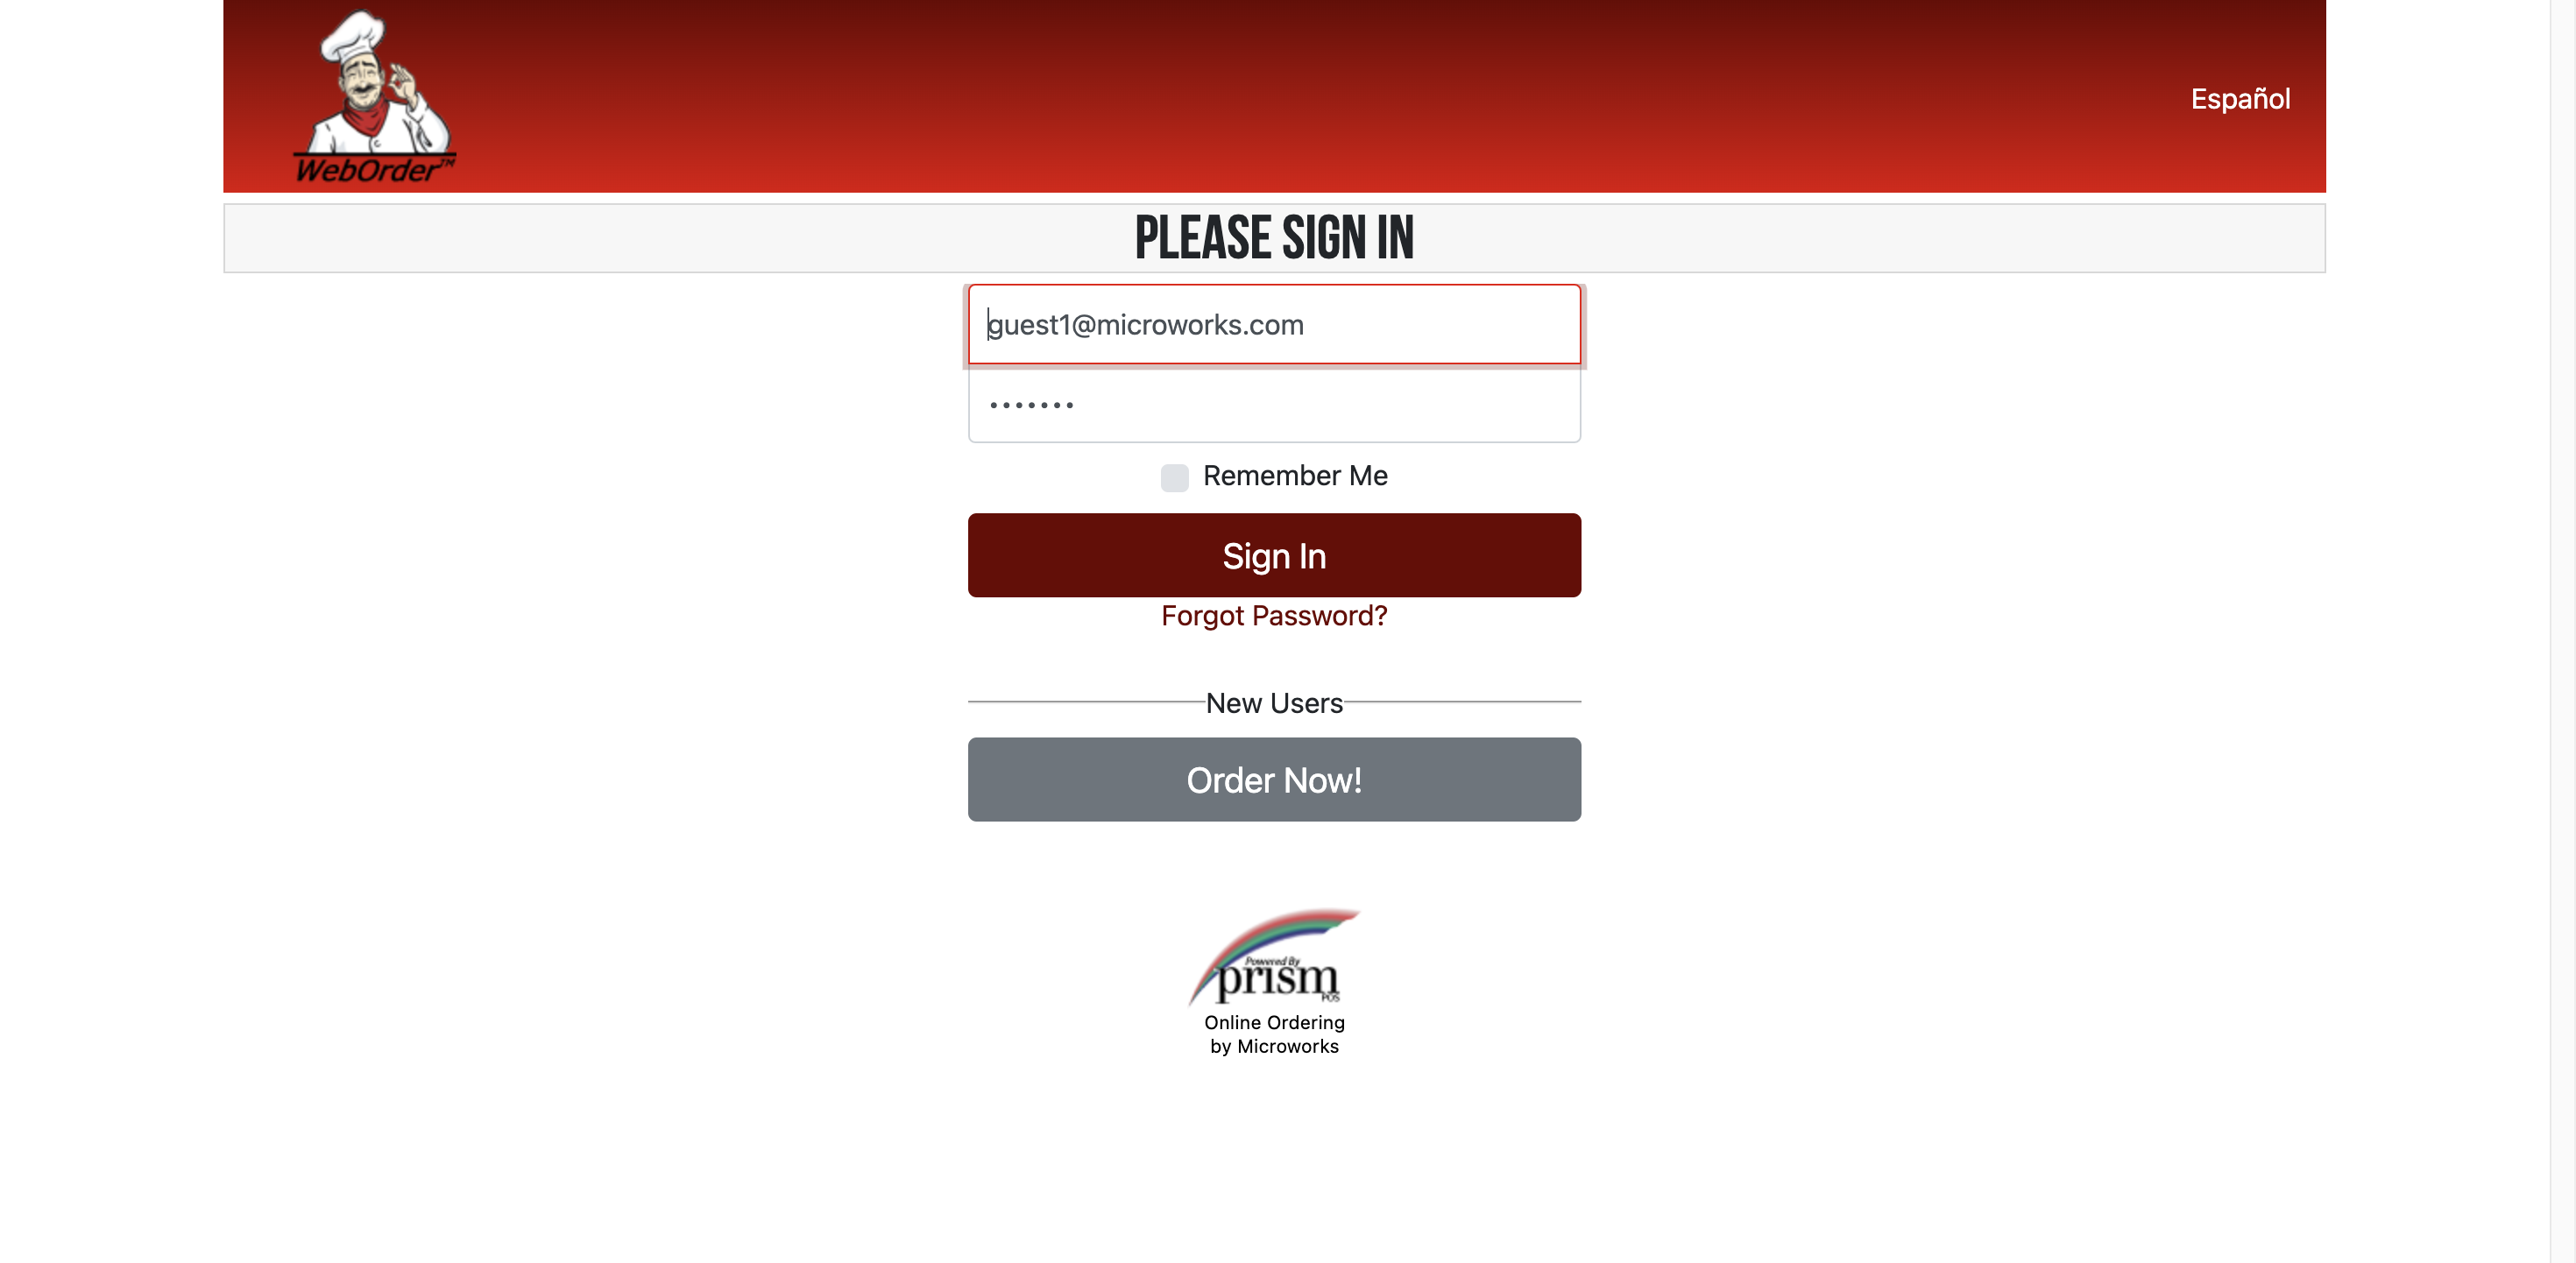 WebOrder™
Español
PLEASE SIGN IN
guest1@microworks.com
•••••••
Remember Me
Sign In
Forgot Password?
New Users
Order Now!
Powered By
prism
POS
Online Ordering
by Microworks